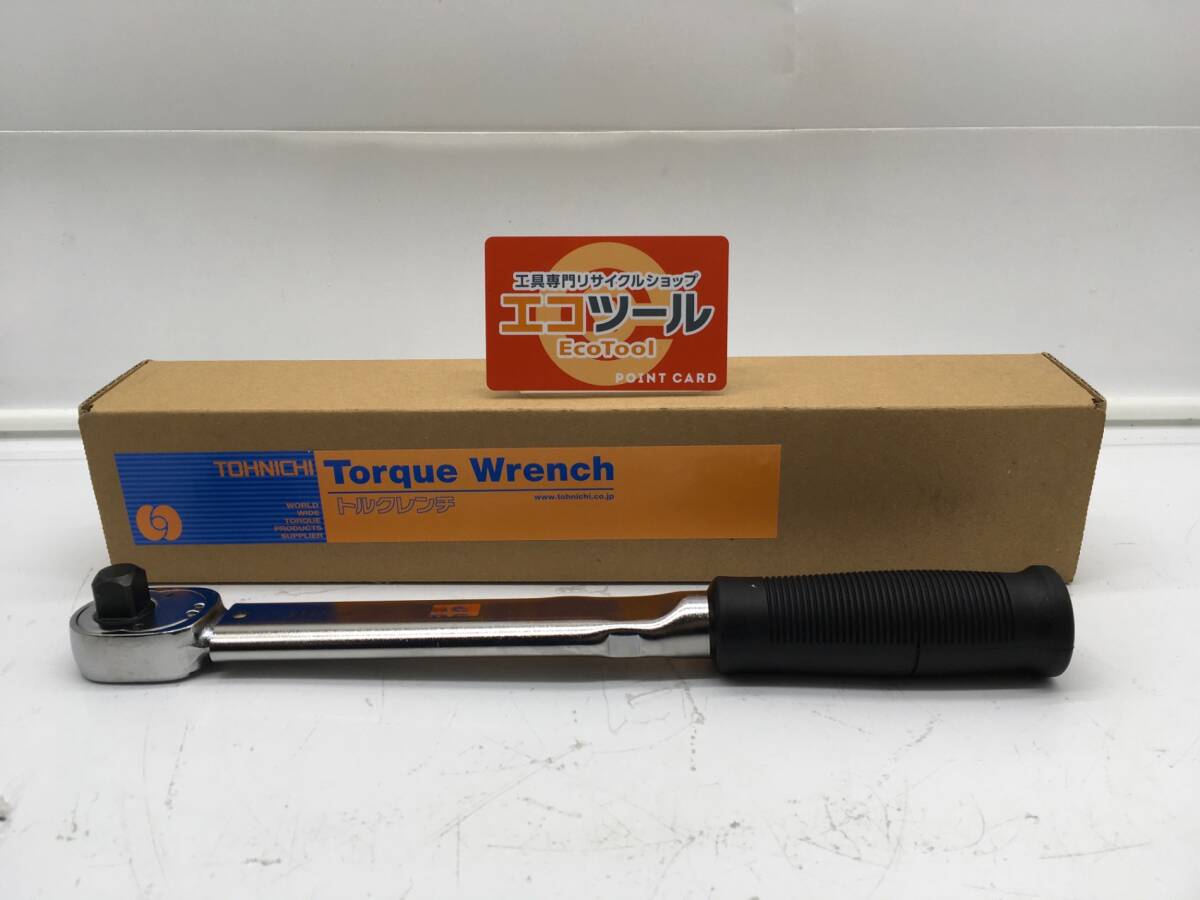 工具専門リサイクルショップ
エコツール
EcoTool
POINT CARD
TOHNICHI
Torque Wrench
www.tohnichi.co.jp
トルクレンチ
WORLD
WIDE
TORQUE
PRODUCTS
SUPPLIER